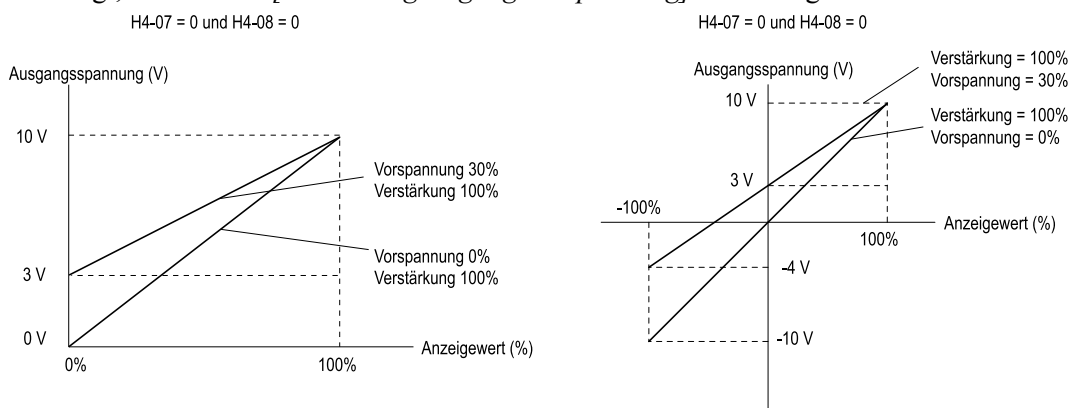 H4-07 = 0 und H4-08 = 0
Ausgangsspannung (V)
10 V
Vorspannung 30%
Verstärkung 100%
Vorspannung 0%
Verstärkung 100%
3 V
0 V
0%
100%
Anzeigewert (%)
H4-07 = 0 und H4-08 = 0
Ausgangsspannung (V)
Verstärkung = 100%
Vorspannung = 30%
10 V
Verstärkung = 100%
Vorspannung = 0%
3 V
-100%
Anzeigewert (%)
100%
-4 V
-10 V